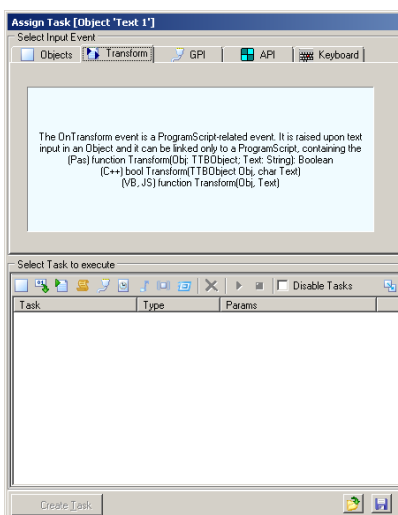 Assign Task [Object 'Text 1']
Select Input Event
Objects Transform GPI API Keyboard
The OnTransform event is a ProgramScript-related event. It is raised upon text
input in an Object and it can be linked only to a ProgramScript, containing the
(Pas) function Transform(Obj: TTBObject; Text: String): Boolean
(C++) bool Transform(TTBObject Obj, char Text)
(VB, JS) function Transform(Obj, Text)
Select Task to execute
Disable Tasks
Task Type Params
Create Task